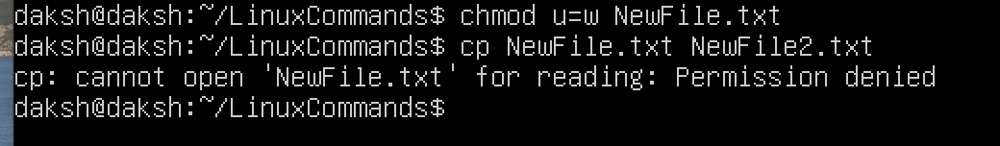 daksh@daksh:~/LinuxCommands$ chmod u=w NewFile.txt
daksh@daksh:~/LinuxCommands$ cp NewFile.txt NewFile2.txt
cp: cannot open 'NewFile.txt' for reading: Permission denied
daksh@daksh:~/LinuxCommands$